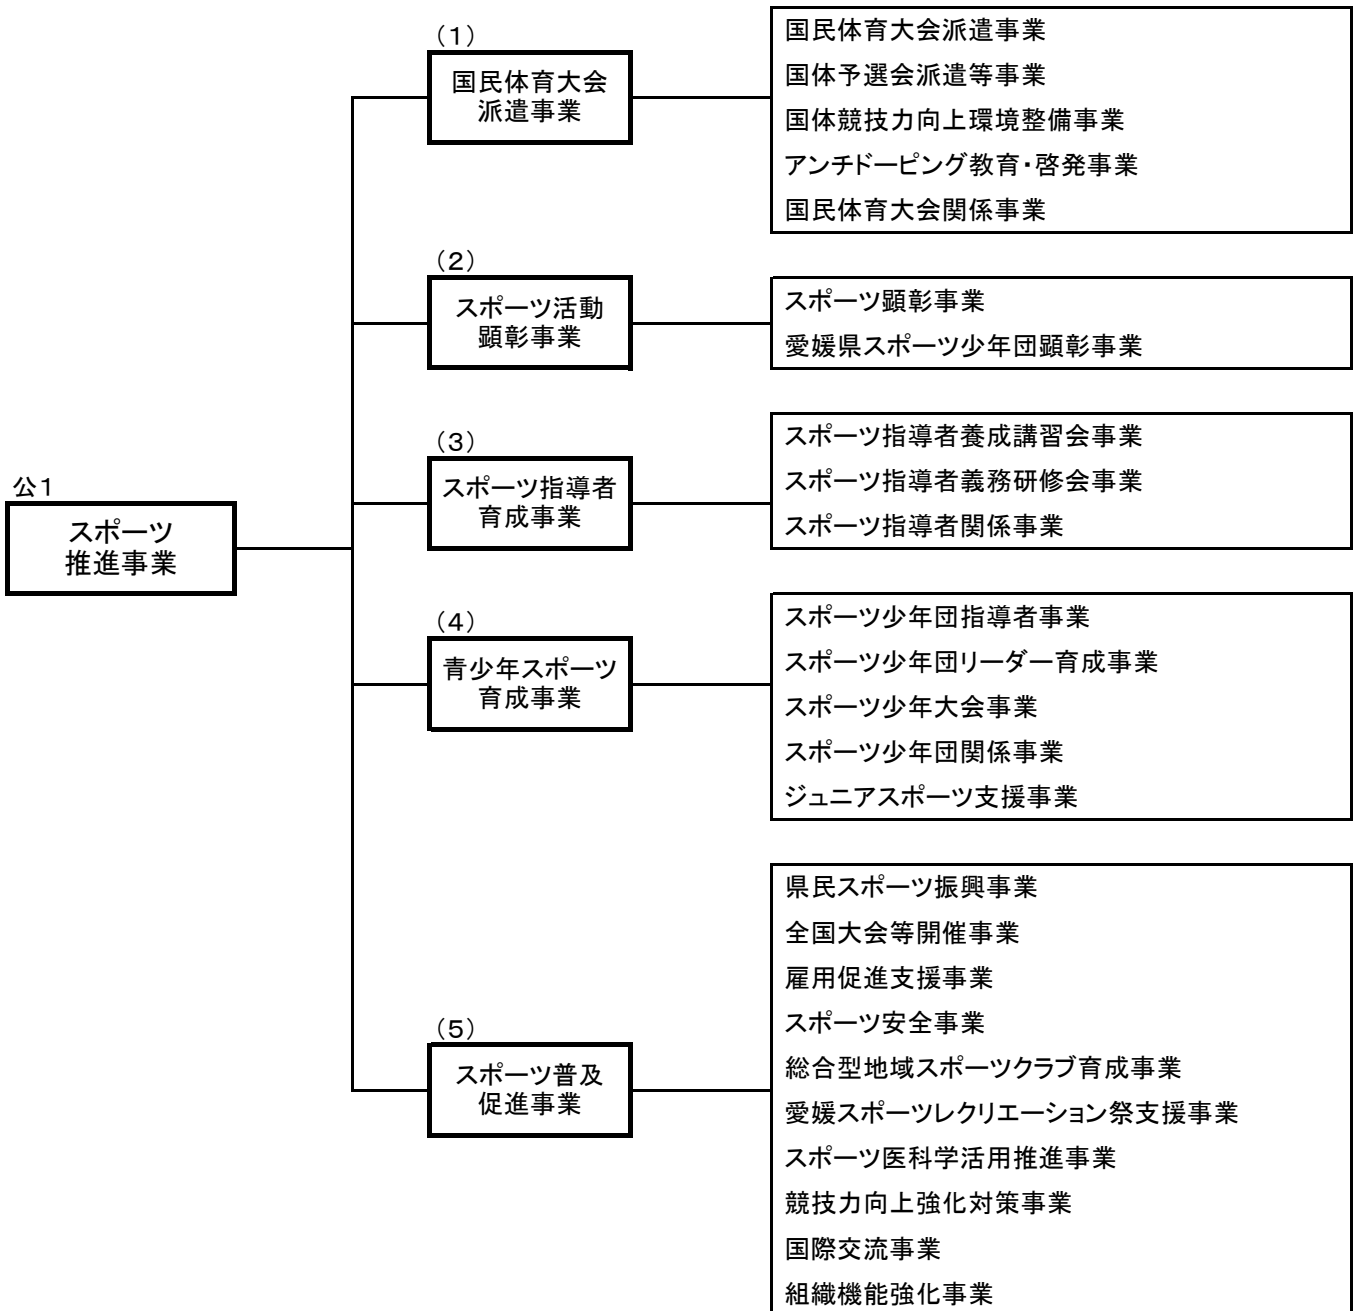 公1
スポーツ
推進事業
（1）
国民体育大会
派遣事業
国民体育大会派遣事業
国体予選会派遣等事業
国体競技力向上環境整備事業
アンチドーピング教育・啓発事業
国民体育大会関係事業
（2）
スポーツ活動
顕彰事業
スポーツ顕彰事業
愛媛県スポーツ少年団顕彰事業
（3）
スポーツ指導者
育成事業
スポーツ指導者養成講習会事業
スポーツ指導者義務研修会事業
スポーツ指導者関係事業
（4）
青少年スポーツ
育成事業
スポーツ少年団指導者事業
スポーツ少年団リーダー育成事業
スポーツ少年大会事業
スポーツ少年団関係事業
ジュニアスポーツ支援事業
（5）
スポーツ普及
促進事業
県民スポーツ振興事業
全国大会等開催事業
雇用促進支援事業
スポーツ安全事業
総合型地域スポーツクラブ育成事業
愛媛スポーツレクリエーション祭支援事業
スポーツ医科学活用推進事業
競技力向上強化対策事業
国際交流事業
組織機能強化事業